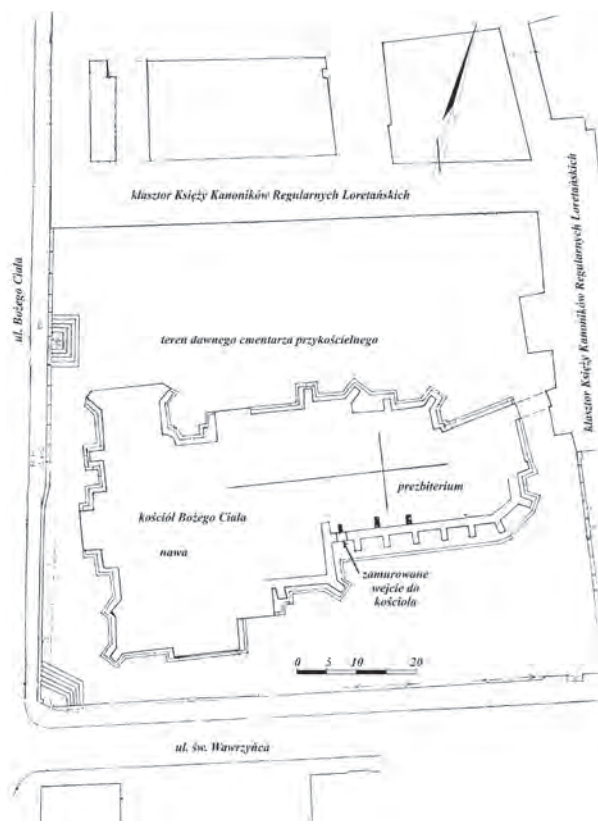 klasztor Księży Kanoników Regularnych Loretańskich
ul. Bożego Ciała
teren dawnego cmentarza przykościelnego
klasztor Księży Kanoników Regularnych Loretańskich
prezbiterium
kościół Bożego Ciała
nawa
zamurowane
wejcie do
kościoła
0 5 10 20
ul. św. Wawrzyńca